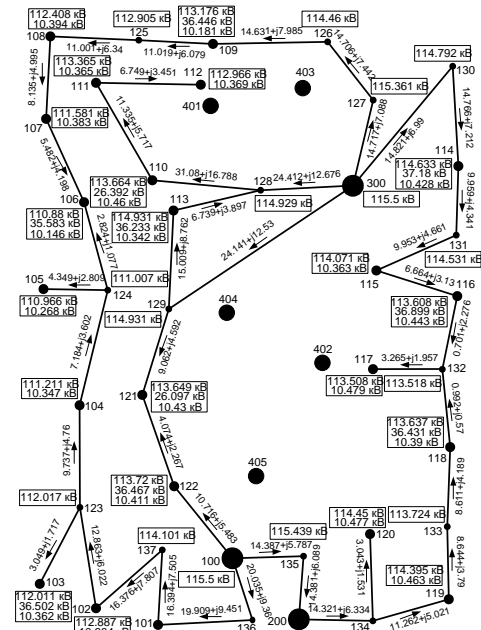 112.408 кВ
10.394 кВ
112.905 кВ
113.176 кВ
36.446 кВ
10.181 кВ
114.46 кВ
108
125
109
126
11.001+j6.34
11.019+j6.079
14.631+j7.985
14.706+j7.442
114.792 кВ
130
113.365 кВ
10.365 кВ
6.749+j3.451
112
112.966 кВ
10.369 кВ
403
111
401
115.361 кВ
127
8.135+j4.995
111.581 кВ
10.383 кВ
107
11.335+j5.717
14.717+j7.088
14.821+j6.99
14.766+j7.212
114
114.633 кВ
37.18 кВ
10.428 кВ
110
31.08+j16.788
128
24.412+j12.676
300
115.5 кВ
113.664 кВ
26.392 кВ
10.46 кВ
106
113
114.931 кВ
36.233 кВ
10.342 кВ
6.739+j3.897
114.929 кВ
110.88 кВ
35.583 кВ
10.146 кВ
2.824+j1.077
15.009+j8.762
24.141+j12.53
9.959+j4.341
9.953+j4.661
131
114.531 кВ
114.071 кВ
10.363 кВ
115
6.664+j3.13
116
105
4.349+j2.809
111.007 кВ
124
110.966 кВ
10.268 кВ
129
114.931 кВ
404
113.608 кВ
36.899 кВ
10.443 кВ
0.701+j2.276
7.184+j3.602
9.062+j4.592
402
117
3.265+j1.957
132
113.508 кВ
10.479 кВ
113.518 кВ
111.211 кВ
10.347 кВ
104
121
113.649 кВ
26.097 кВ
10.43 кВ
0.992+j0.57
113.637 кВ
36.431 кВ
10.39 кВ
118
9.737+j4.76
4.074+j2.267
405
113.72 кВ
36.467 кВ
10.411 кВ
122
8.611+j4.189
112.017 кВ
123
10.716+j5.483
114.45 кВ
10.477 кВ
120
113.724 кВ
133
3.049+j1.717
12.863+j6.022
114.101 кВ
137
115.439 кВ
14.387+j5.787
135
100
115.5 кВ
103
112.011 кВ
36.502 кВ
10.362 кВ
102
112.887 кВ
16.376+j7.807
16.394+j7.505
101
19.909+j9.451
136
14.381+j6.089
200
14.321+j6.334
3.043+j1.531
134
11.262+j5.021
8.644+j3.79
114.395 кВ
10.463 кВ
119